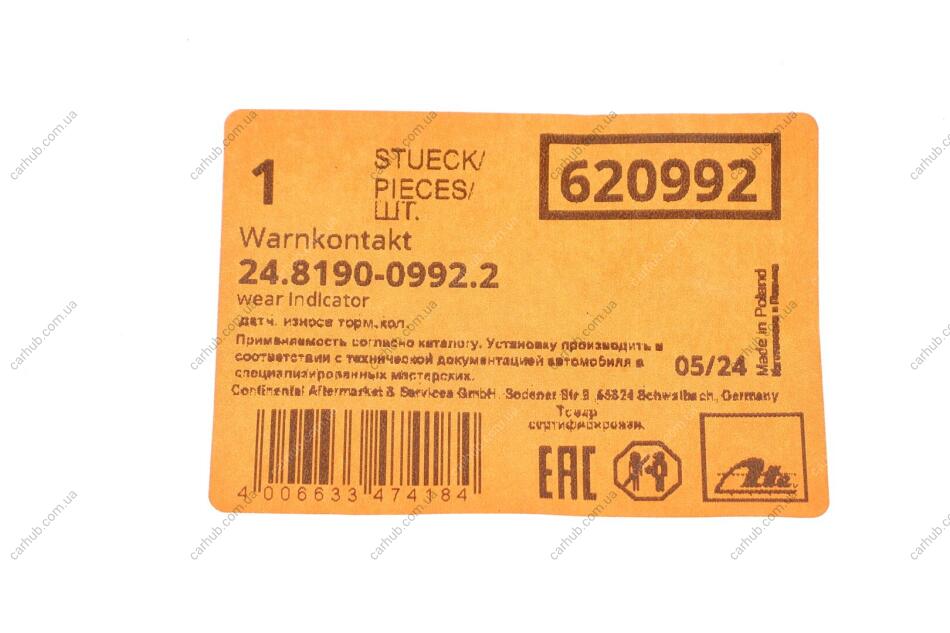 1
STUECK/
PIECES/
ШТ.
620992
Warnkontakt
24.8190-0992.2
wear indicator
датч. износа торм.кол.
Применяемость согласно каталогу. Установку производить в
соответствии с технической документацией автомобиля в
специализированных мастерских.
05/24
Made in Poland
Изготовлено в Польше
Continental Aftermarket & Services GmbH. Sodener Str.9 ,65824 Schwalbach, Germany
Товар
сертифицирован.
4 006633 474184
EAC
Ate
carhub.com.ua